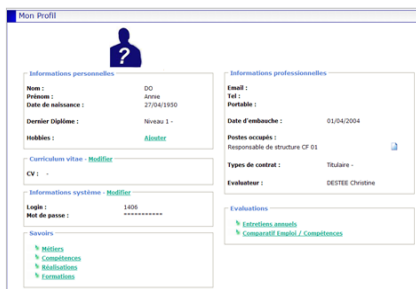 Mon Profil
?
Informations personnelles
Nom : DO
Prénom : Annie
Date de naissance : 27/04/1950
Dernier Diplôme : Niveau 1 -
Hobbies : Ajouter
Curriculum vitae - Modifier
CV : -
Informations système - Modifier
Login : 1406
Mot de passe : ***********
Savoirs
Métiers
Compétences
Réalisations
Formations
Informations professionnelles
Email :
Tel :
Portable :
Date d'embauche : 01/04/2004
Postes occupés :
Responsable de structure CF 01
Types de contrat : Titulaire -
Evaluateur : DESTEE Christine
Evaluations
Entretiens annuels
Comparatif Emploi / Compétences